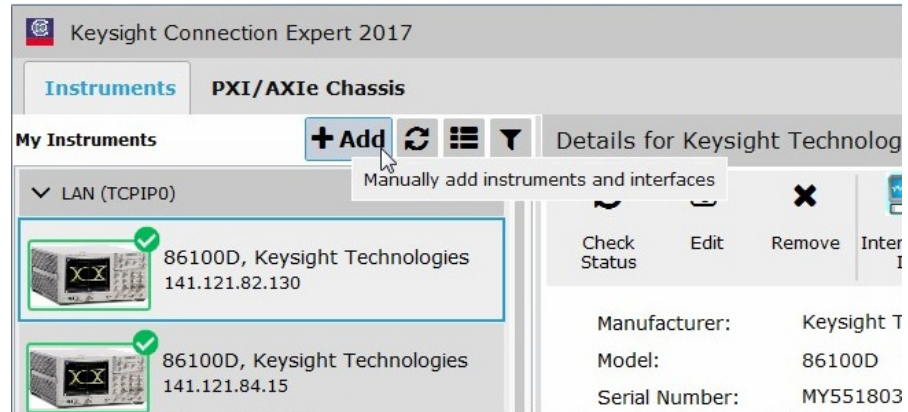 Keysight Connection Expert 2017
Instruments
PXI/AXIe Chassis
My Instruments
Add
Details for Keysight Technolog
Manually add instruments and interfaces
LAN (TCPIP0)
86100D, Keysight Technologies
141.121.82.130
86100D, Keysight Technologies
141.121.84.15
Check
Status
Edit
Remove
Inter
I
Manufacturer:
Keysight T
Model:
86100D
Serial Number:
MY551803